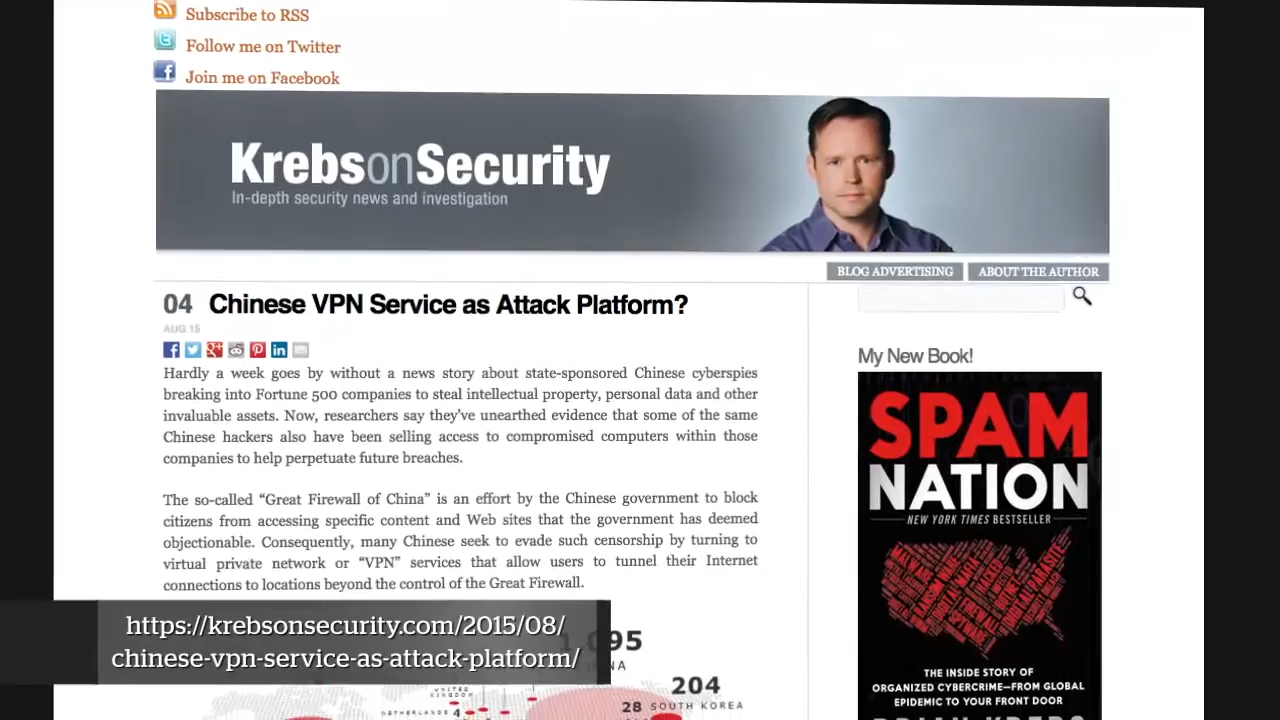 Subscribe to RSS
Follow me on Twitter
Join me on Facebook
KrebsonSecurity
In-depth security news and investigation
BLOG ADVERTISING
ABOUT THE AUTHOR
04 Chinese VPN Service as Attack Platform?
AUG 15
Hardly a week goes by without a news story about state-sponsored Chinese cyberspies
breaking into Fortune 500 companies to steal intellectual property, personal data and other
invaluable assets. Now, researchers say they've unearthed evidence that some of the same
Chinese hackers also have been selling access to compromised computers within those
companies to help perpetuate future breaches.
The so-called “Great Firewall of China” is an effort by the Chinese government to block
citizens from accessing specific content and Web sites that the government has deemed
objectionable. Consequently, many Chinese seek to evade such censorship by turning to
virtual private network or “VPN” services that allow users to tunnel their Internet
connections to locations beyond the control of the Great Firewall.
My New Book!
SPAM
NATION
NEW YORK TIMES BESTSELLER
THE INSIDE STORY OF
ORGANIZED CYBERCRIME—FROM GLOBAL
EPIDEMIC TO YOUR FRONT DOOR
BRIAN KREBS
https://krebsonsecurity.com/2015/08/
chinese-vpn-service-as-attack-platform/
204
28 SOUTH KOREA
UNITED
KINGDOM
NETHERLANDS 4